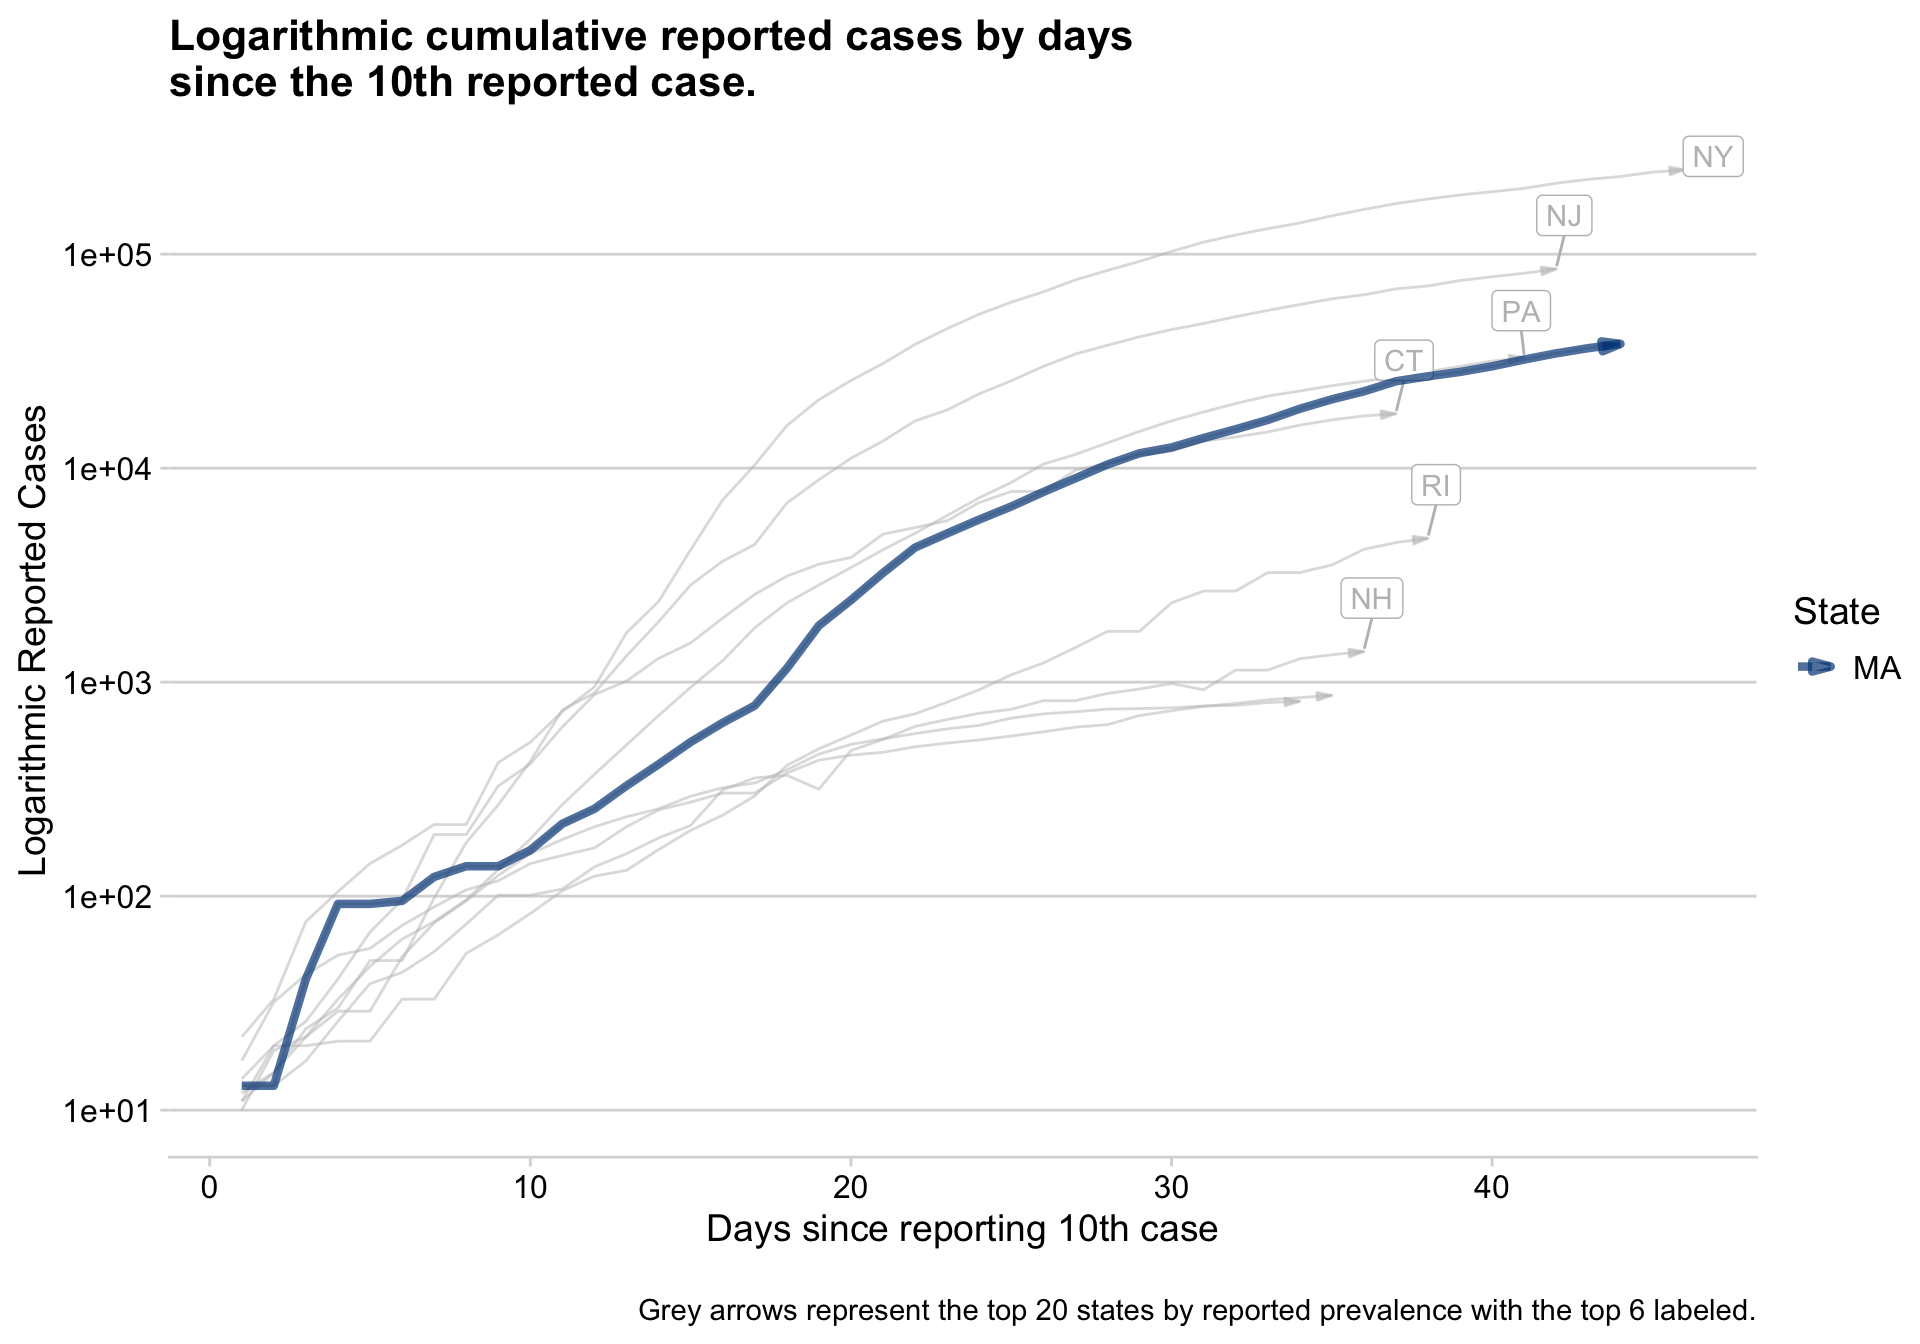 Logarithmic cumulative reported cases by days
since the 10th reported case.
NY
NJ
1e+05
PA
CT
1e+04
RI
NH
1e+03
1e+02
1e+01
Logarithmic Reported Cases
State
MA
0 10 20 30 40
Days since reporting 10th case
Grey arrows represent the top 20 states by reported prevalence with the top 6 labeled.